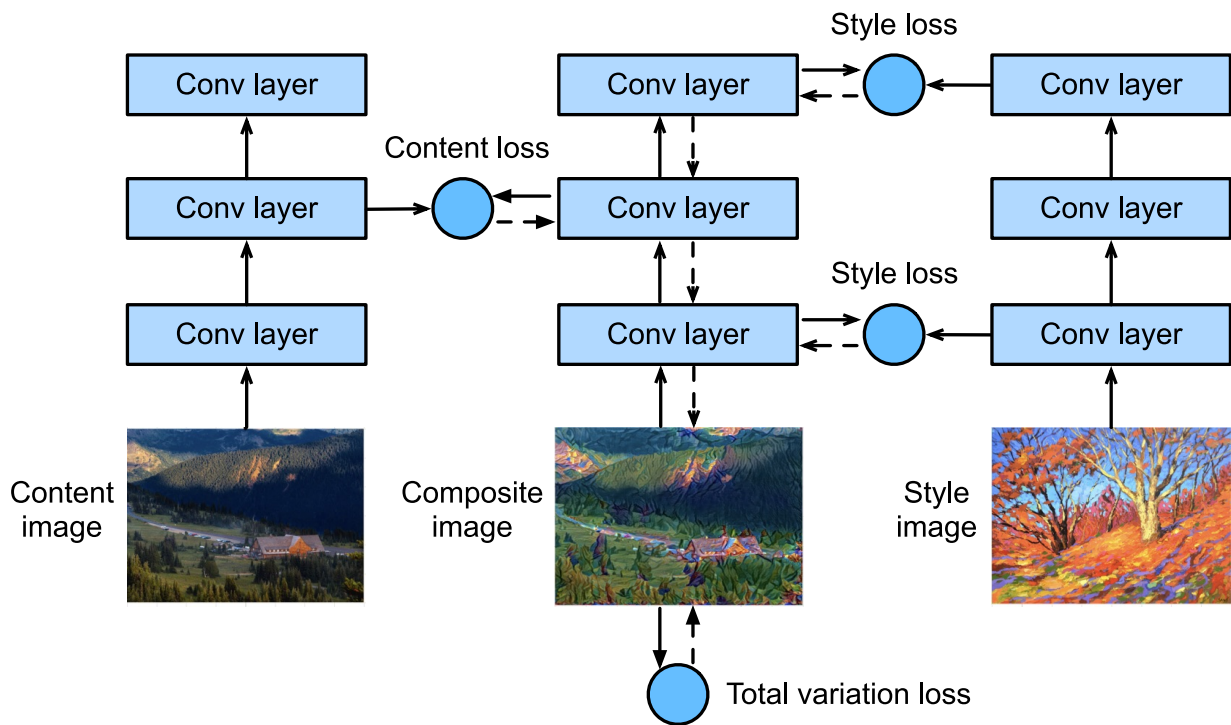 Style loss
Conv layer
Conv layer
Conv layer
Content loss
Conv layer
Conv layer
Conv layer
Style loss
Conv layer
Conv layer
Conv layer
Content
image
Composite
image
Style
image
Total variation loss